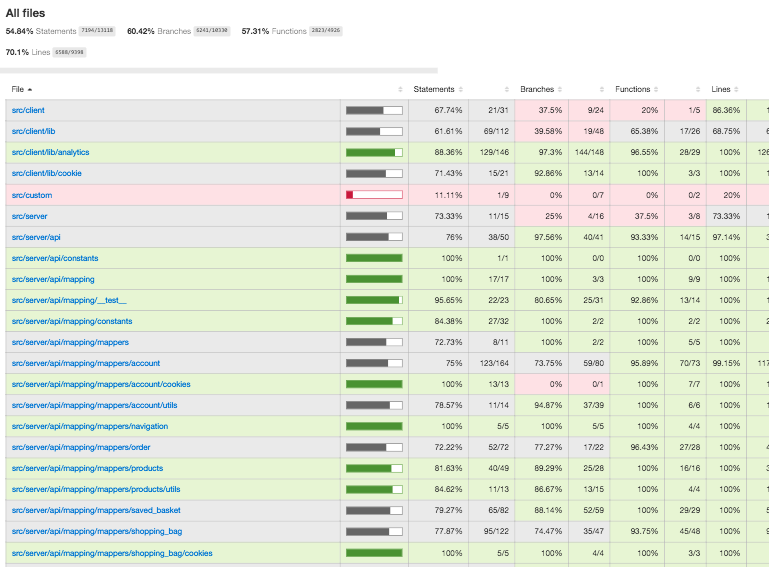 All files
54.84% Statements 7194/13118 60.42% Branches 6241/10330 57.31% Functions 2823/4926
70.1% Lines 6588/9398
File Statements Branches Functions Lines
src/client 67.74% 21/31 37.5% 9/24 20% 1/5 86.36%
src/client/lib 61.61% 69/112 39.58% 19/48 65.38% 17/26 68.75%
src/client/lib/analytics 88.36% 129/146 97.3% 144/148 96.55% 28/29 100%
src/client/lib/cookie 71.43% 15/21 92.86% 13/14 100% 3/3 100%
src/custom 11.11% 1/9 0% 0/7 0% 0/2 20%
src/server 73.33% 11/15 25% 4/16 37.5% 3/8 73.33%
src/server/api 76% 38/50 97.56% 40/41 93.33% 14/15 97.14%
src/server/api/constants 100% 1/1 100% 0/0 100% 0/0 100%
src/server/api/mapping 100% 17/17 100% 3/3 100% 9/9 100%
src/server/api/mapping/__test__ 95.65% 22/23 80.65% 25/31 92.86% 13/14 100%
src/server/api/mapping/constants 84.38% 27/32 100% 2/2 100% 2/2 100%
src/server/api/mapping/mappers 72.73% 8/11 100% 2/2 100% 5/5 100%
src/server/api/mapping/mappers/account 75% 123/164 73.75% 59/80 95.89% 70/73 99.15%
src/server/api/mapping/mappers/account/cookies 100% 13/13 0% 0/1 100% 7/7 100%
src/server/api/mapping/mappers/account/utils 78.57% 11/14 94.87% 37/39 100% 6/6 100%
src/server/api/mapping/mappers/navigation 100% 5/5 100% 5/5 100% 4/4 100%
src/server/api/mapping/mappers/order 72.22% 52/72 77.27% 17/22 96.43% 27/28 100%
src/server/api/mapping/mappers/products 81.63% 40/49 89.29% 25/28 100% 16/16 100%
src/server/api/mapping/mappers/products/utils 84.62% 11/13 86.67% 13/15 100% 4/4 100%
src/server/api/mapping/mappers/saved_basket 79.27% 65/82 88.14% 52/59 100% 29/29 100%
src/server/api/mapping/mappers/shopping_bag 77.87% 95/122 74.47% 35/47 93.75% 45/48 100%
src/server/api/mapping/mappers/shopping_bag/cookies 100% 5/5 100% 4/4 100% 3/3 100%